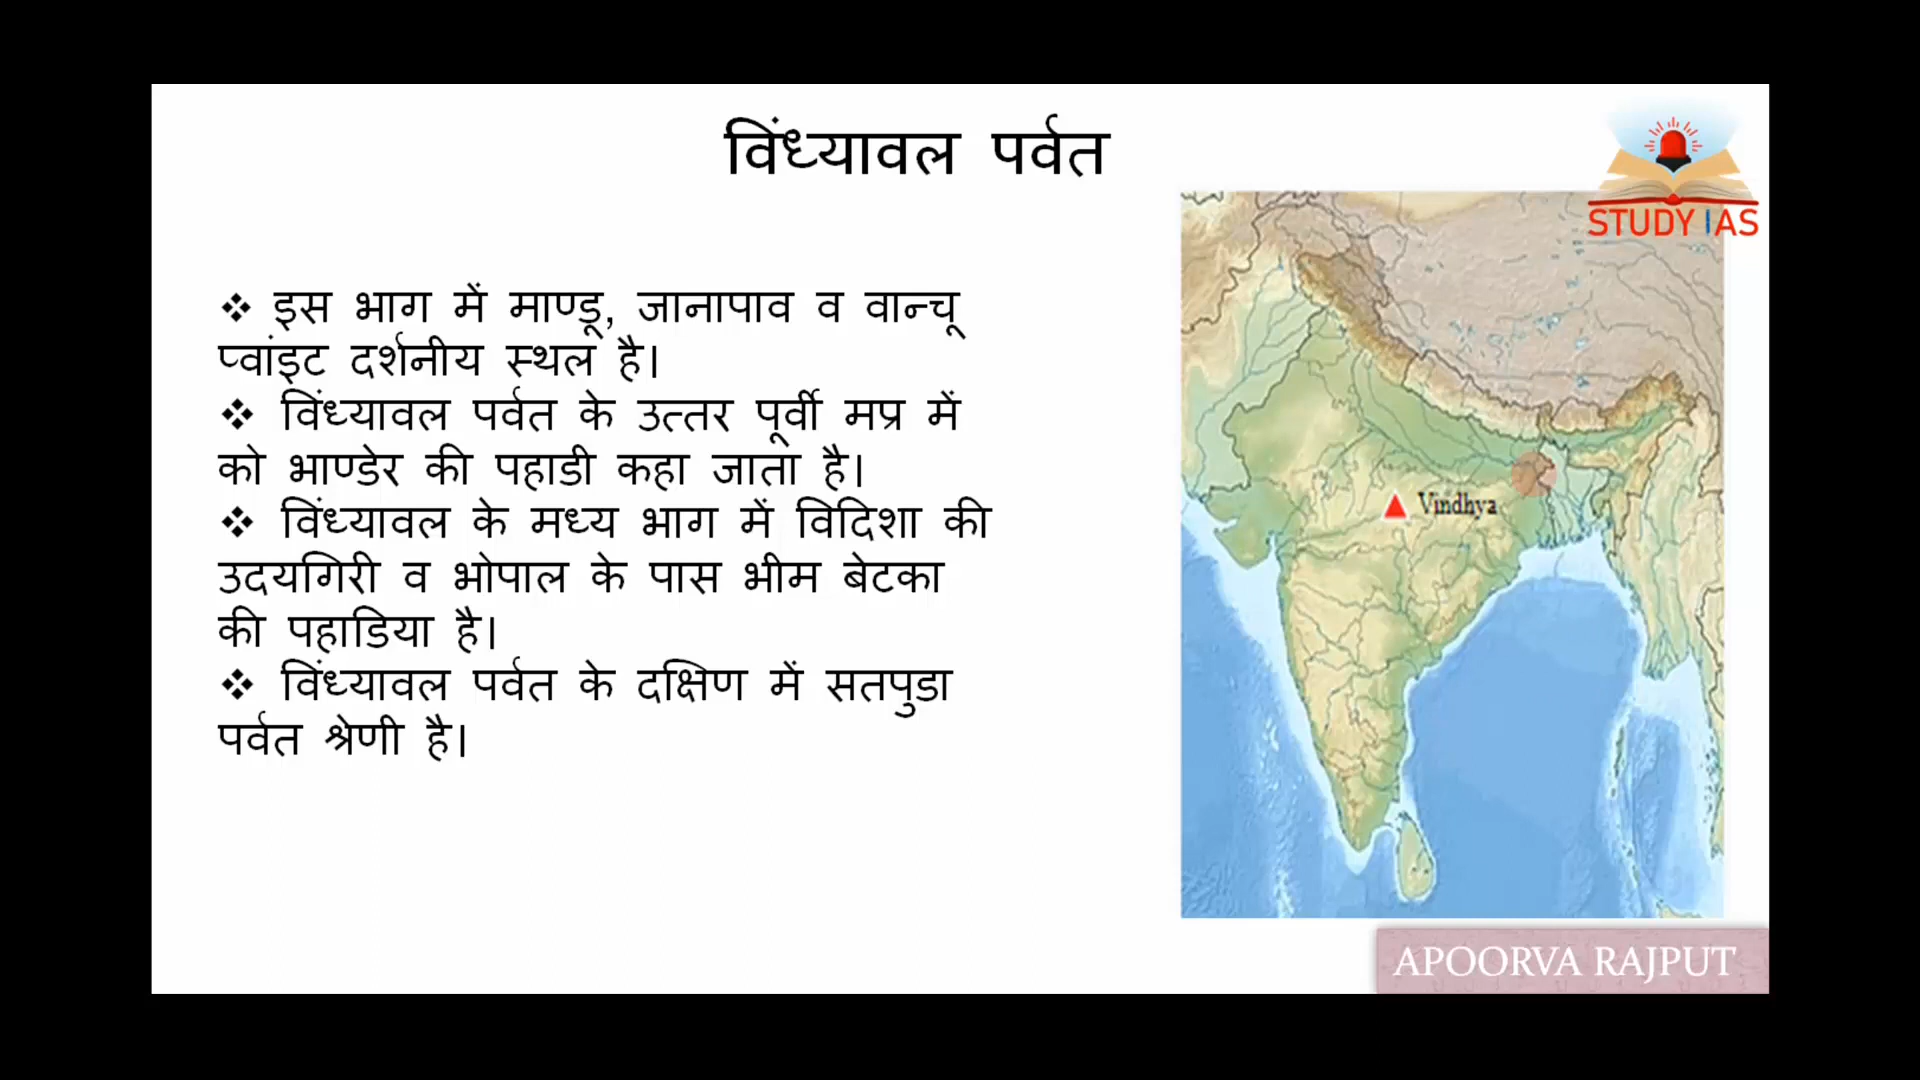 विंध्यावल पर्वत
STUDY IAS
❖ इस भाग में माण्डू, जानापाव व वान्चू
प्वांइट दर्शनीय स्थल है।
❖ विंध्यावल पर्वत के उत्तर पूर्वी मप्र में
को भाण्डेर की पहाडी कहा जाता है।
❖ विंध्यावल के मध्य भाग में विदिशा की
उदयगिरी व भोपाल के पास भीम बेटका
की पहाडिया है।
❖ विंध्यावल पर्वत के दक्षिण में सतपुडा
पर्वत श्रेणी है।
Vindhya
APOORVA RAJPUT